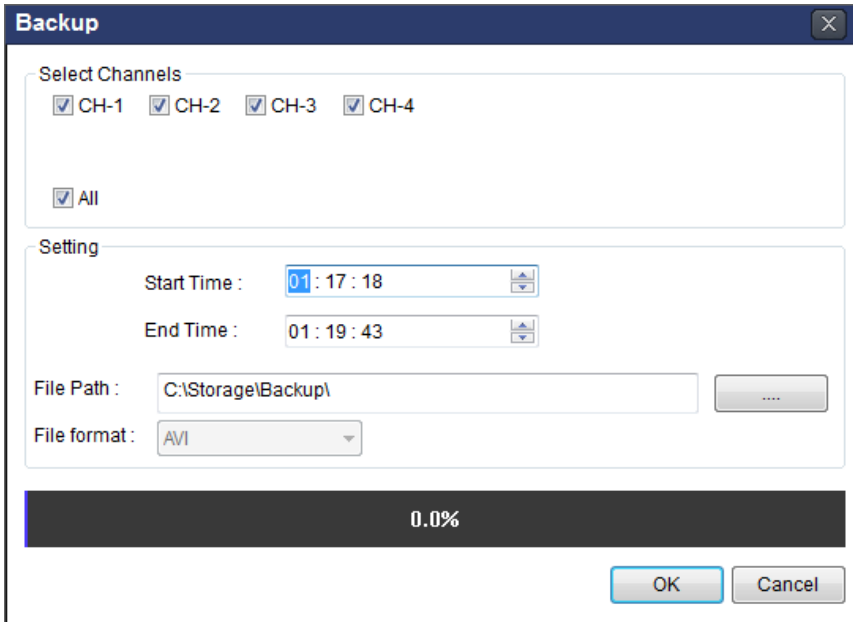 Backup
Select Channels
CH-1 CH-2 CH-3 CH-4
All
Setting
Start Time : 01 : 17 : 18
End Time : 01 : 19 : 43
File Path : C:\Storage\Backup\ ....
File format : AVI
0.0%
OK Cancel